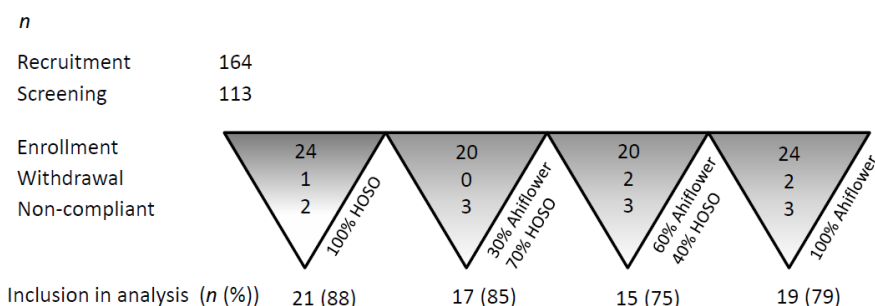 n
Recruitment 164
Screening 113
Enrollment 24 20 20 24
Withdrawal 1 0 2 2
Non-compliant 2 3 3 3
100% HOSO
30% Ahiflower
70% HOSO
60% Ahiflower
40% HOSO
100% Ahiflower
Inclusion in analysis (n (%)) 21 (88) 17 (85) 15 (75) 19 (79)